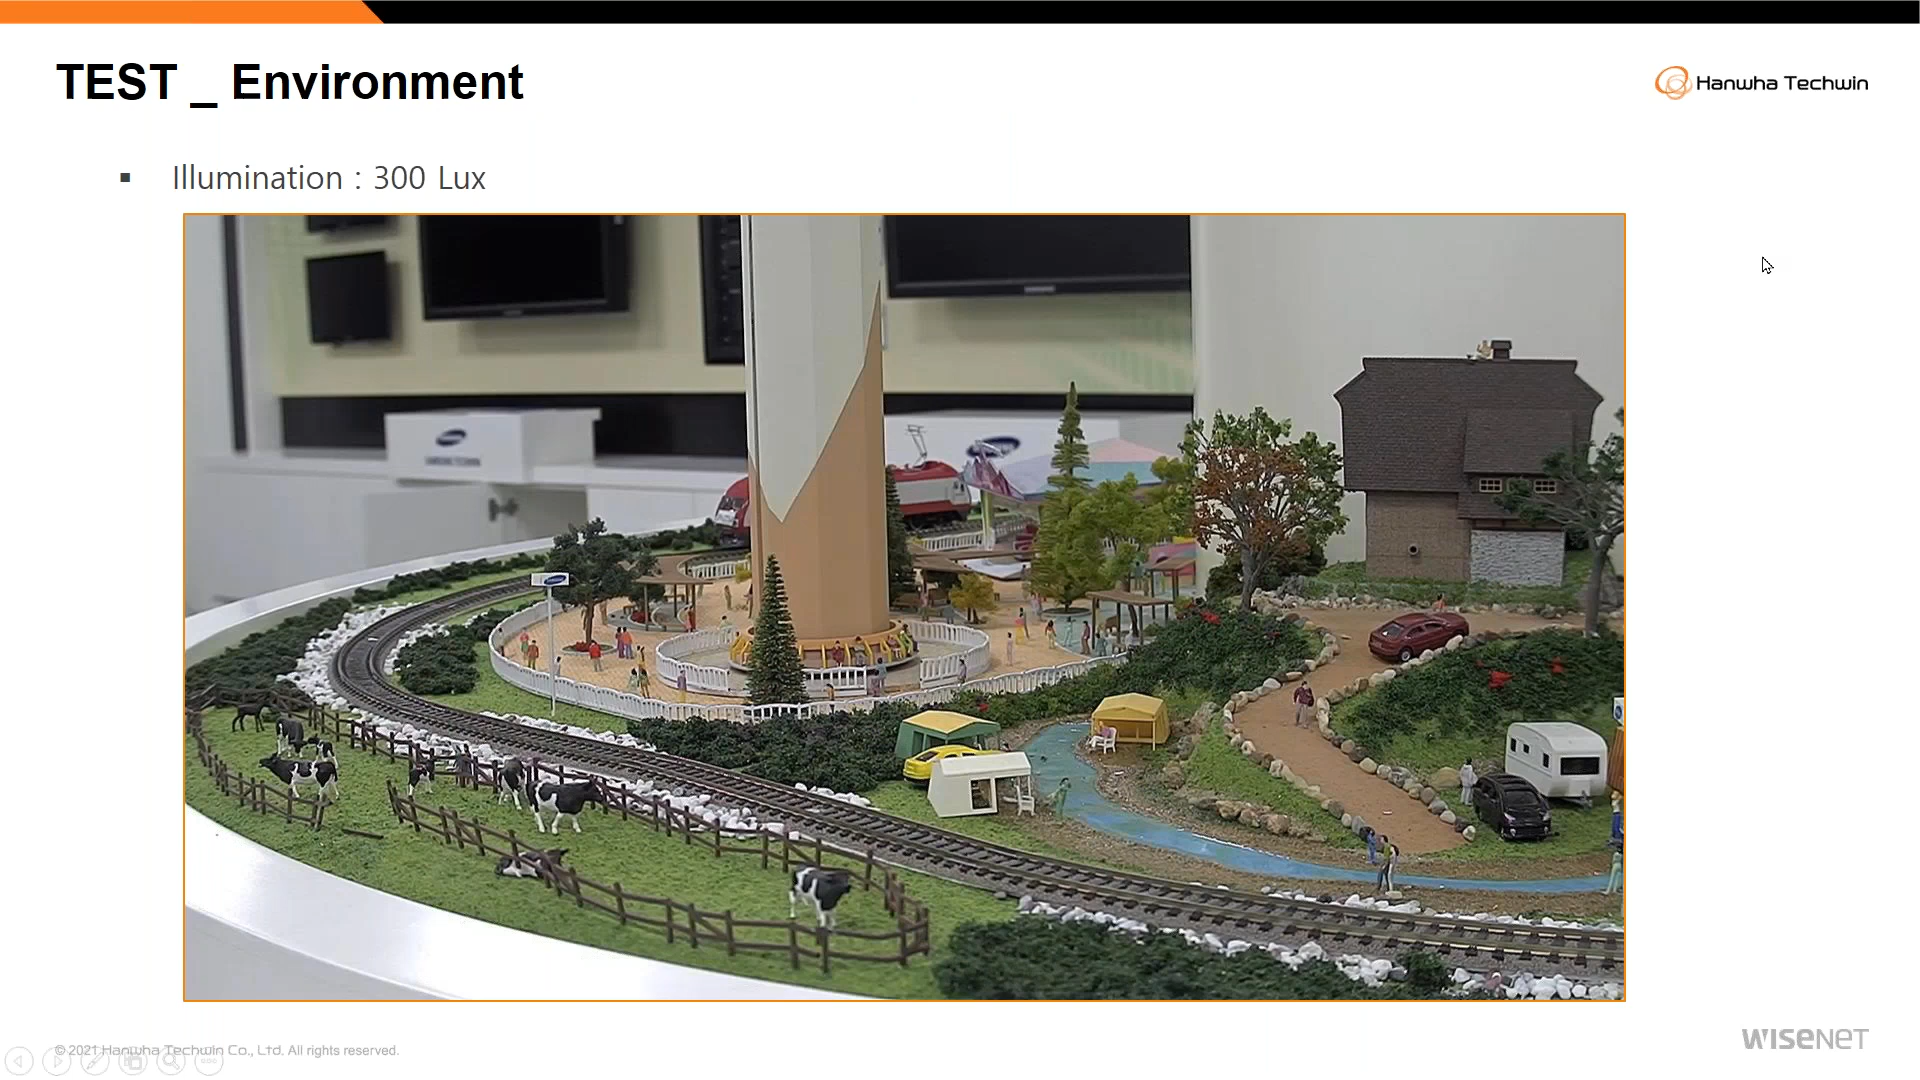 TEST _ Environment
Hanwha Techwin
Illumination : 300 Lux
© 2021 Hanwha Techwin Co., Ltd. All rights reserved.
WISENET